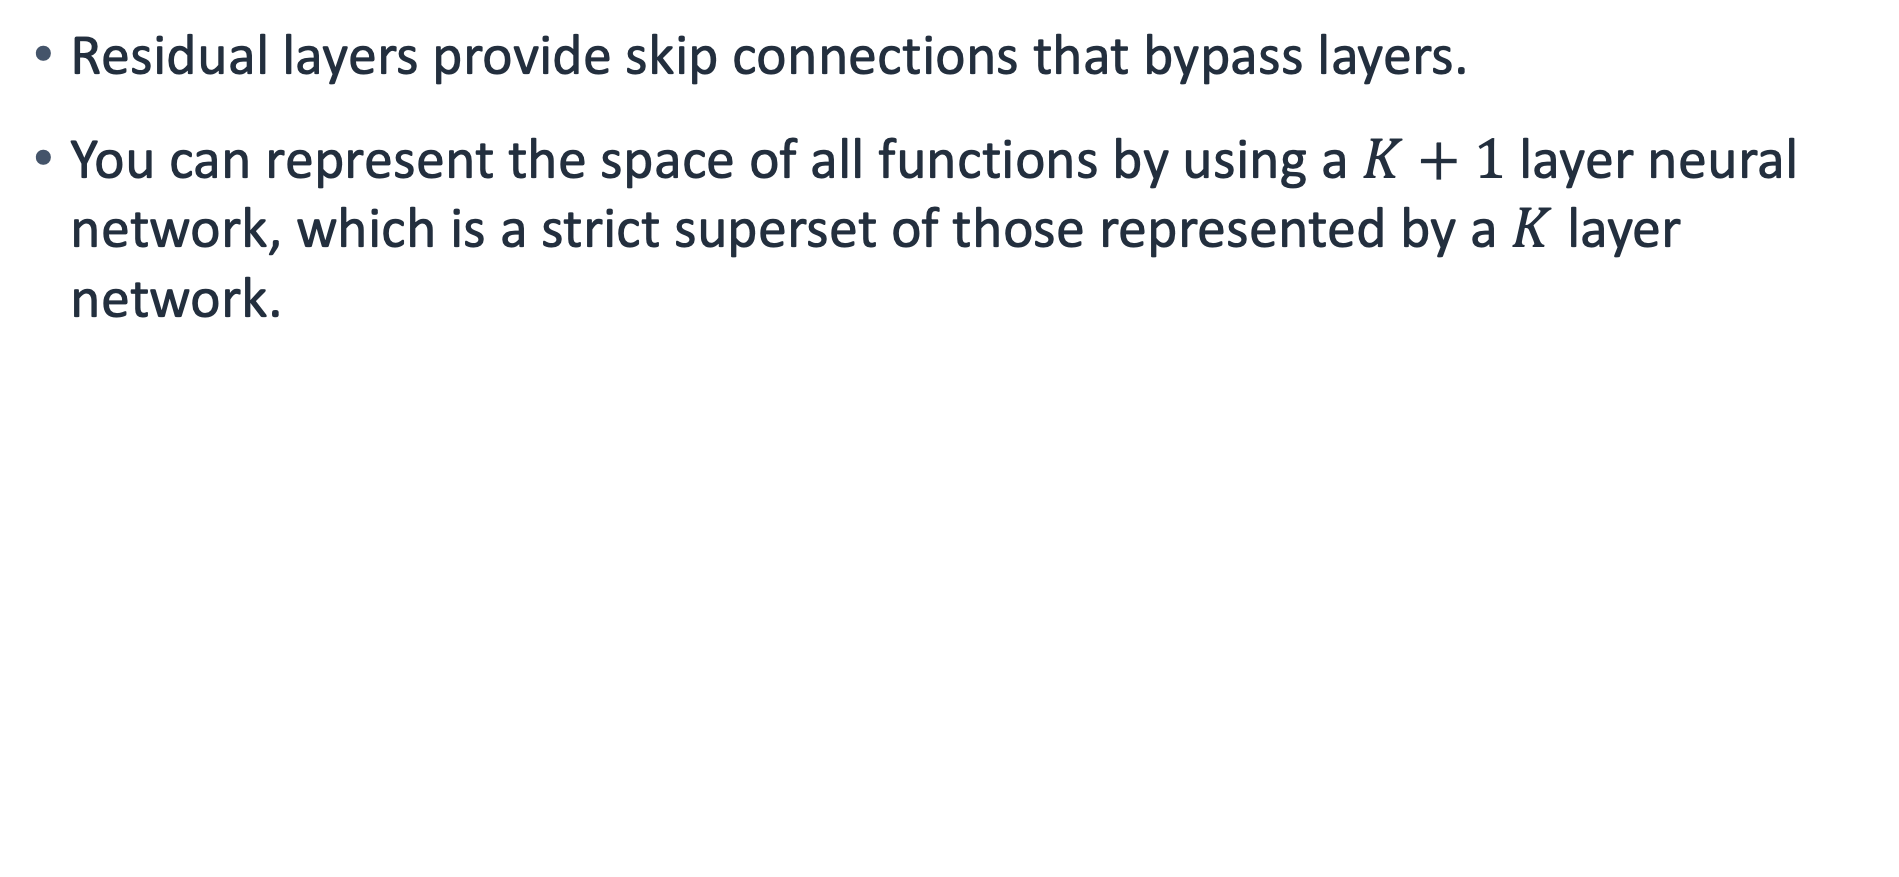 • Residual layers provide skip connections that bypass layers.
• You can represent the space of all functions by using a K + 1 layer neural
network, which is a strict superset of those represented by a K layer
network.